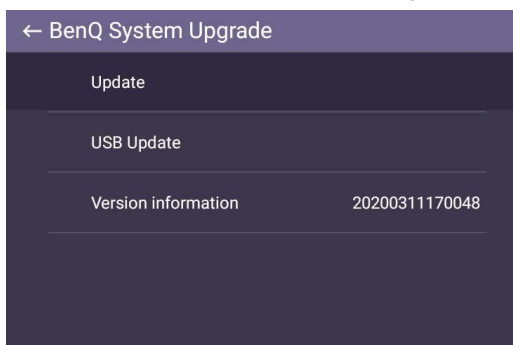 ← BenQ System Upgrade
Update
USB Update
Version information 20200311170048